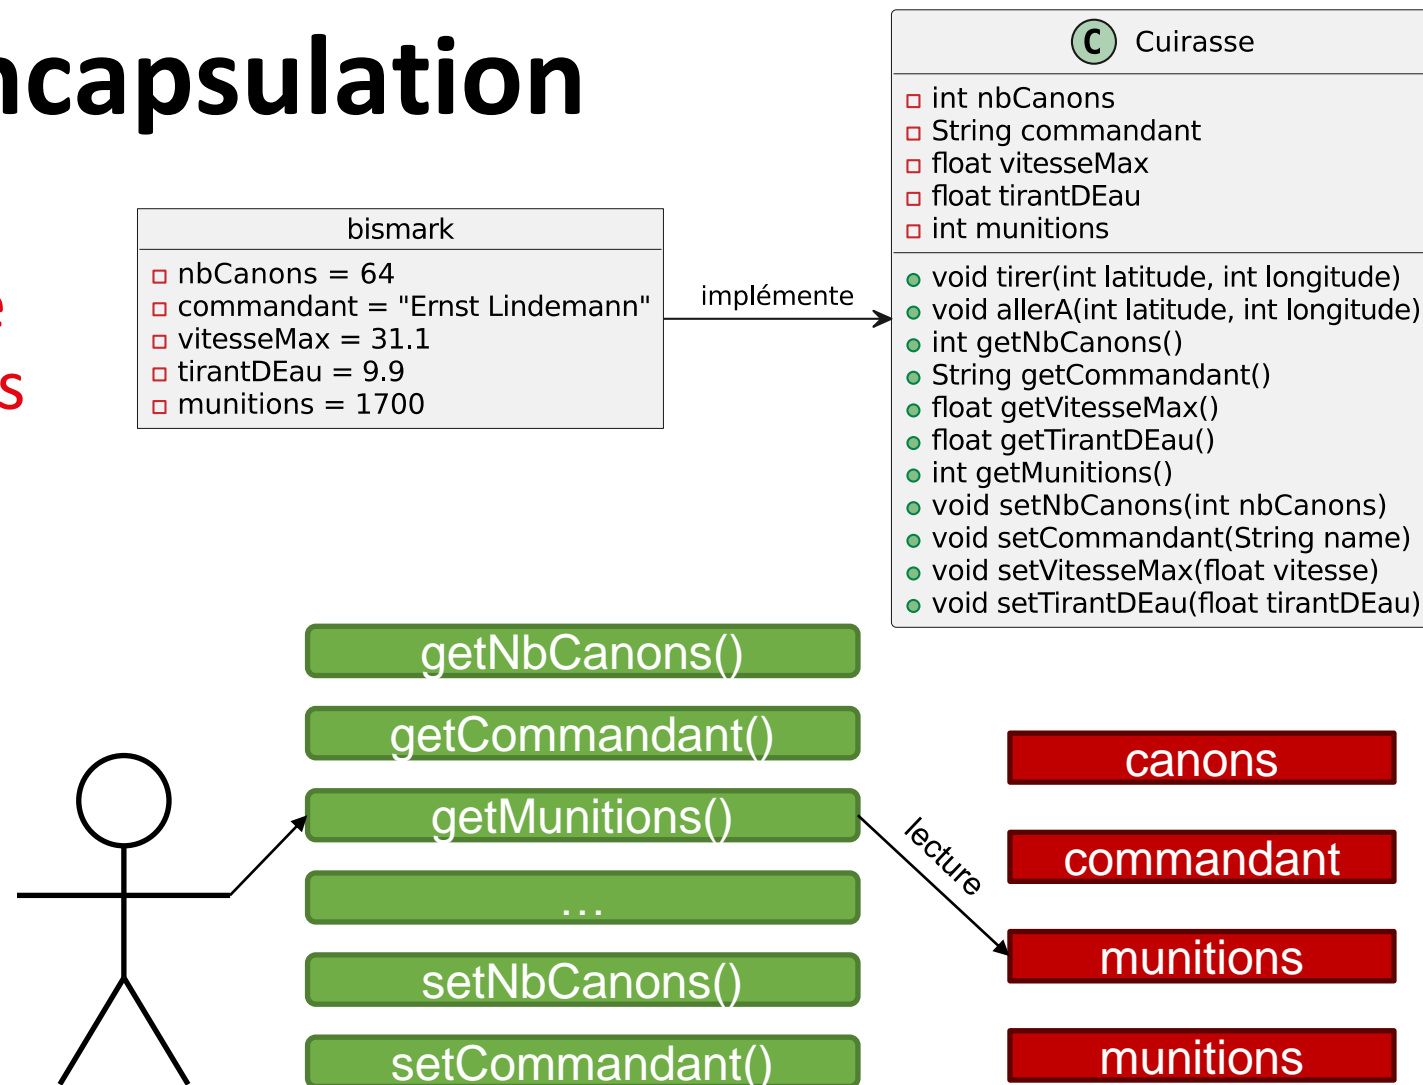 ncapsulation
e
s
bismark
nbCanons = 64
commandant = "Ernst Lindemann"
vitesseMax = 31.1
tirantDEau = 9.9
munitions = 1700
implémente
C Cuirasse
int nbCanons
String commandant
float vitesseMax
float tirantDEau
int munitions
void tirer(int latitude, int longitude)
void allerA(int latitude, int longitude)
int getNbCanons()
String getCommandant()
float getVitesseMax()
float getTirantDEau()
int getMunitions()
void setNbCanons(int nbCanons)
void setCommandant(String name)
void setVitesseMax(float vitesse)
void setTirantDEau(float tirantDEau)
getNbCanons()
getCommandant()
getMunitions()
...
setNbCanons()
setCommandant()
lecture
canons
commandant
munitions
munitions